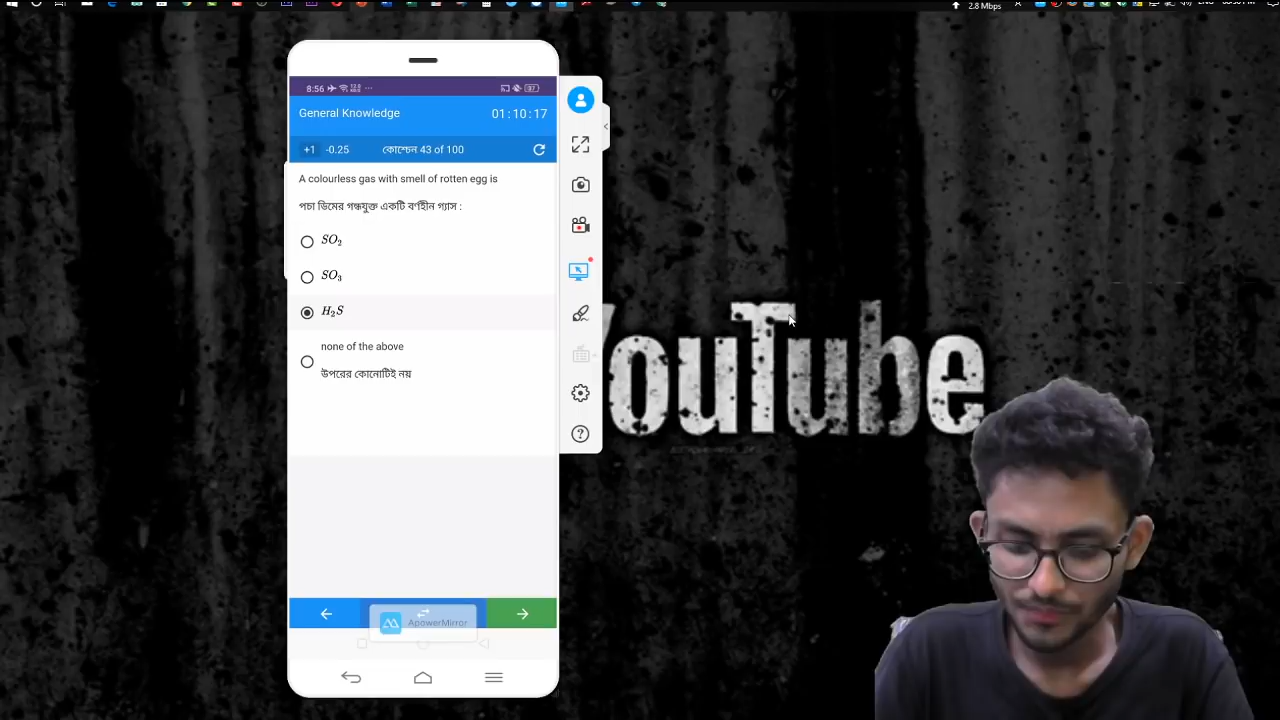 2.8 Mbps
8:56
87
General Knowledge
01:10:17
+1 -0.25 কোশ্চেন 43 of 100
A colourless gas with smell of rotten egg is
পচা ডিমের গন্ধযুক্ত একটি বর্ণহীন গ্যাস :
SO₂
SO₃
H₂S
none of the above
উপরের কোনোটিই নয়
ApowerMirror
YouTube